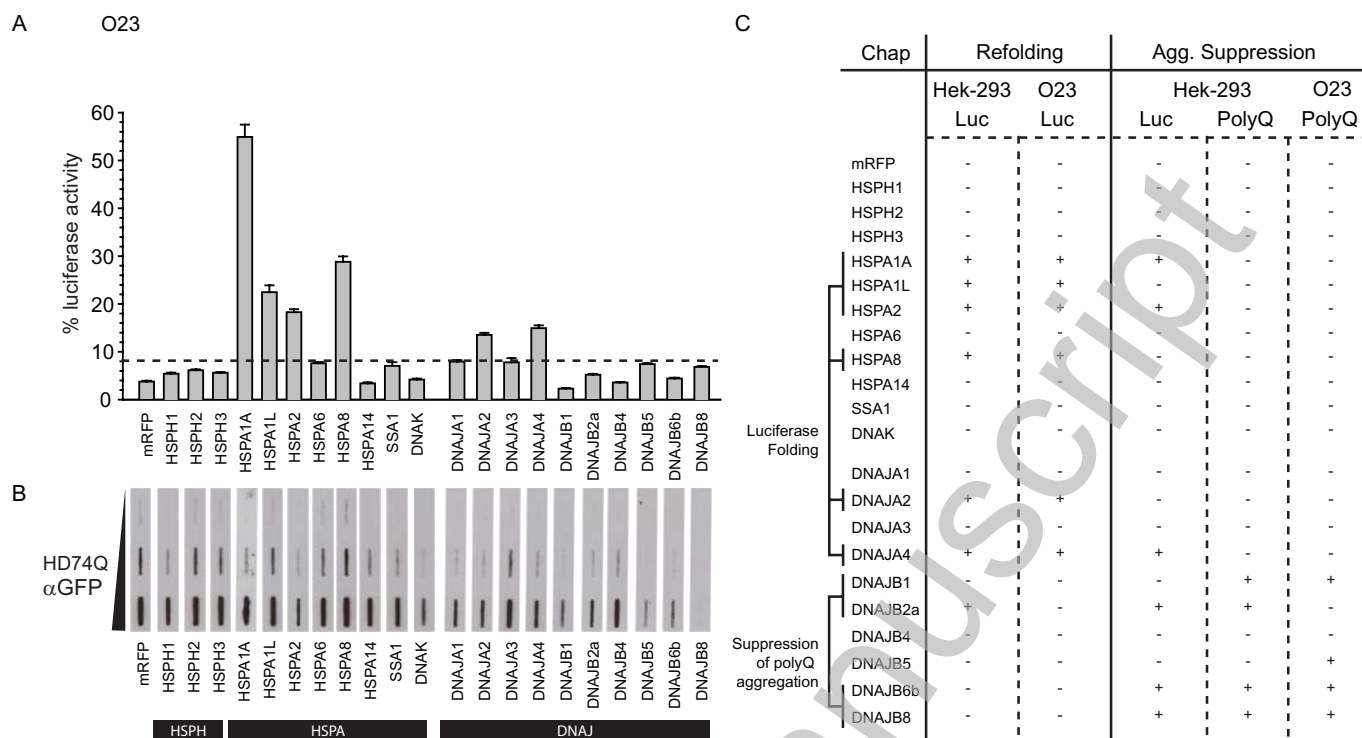 A
O23
% luciferase activity
60
50
40
30
20
10
0
mRFP
HSPH1
HSPH2
HSPH3
HSPA1A
HSPA1L
HSPA2
HSPA6
HSPA8
HSPA14
SSA1
DNAK
DNAJA1
DNAJA2
DNAJA3
DNAJA4
DNAJB1
DNAJB2a
DNAJB4
DNAJB5
DNAJB6b
DNAJB8
B
HD74Q
αGFP
mRFP
HSPH1
HSPH2
HSPH3
HSPA1A
HSPA1L
HSPA2
HSPA6
HSPA8
HSPA14
SSA1
DNAK
DNAJA1
DNAJA2
DNAJA3
DNAJA4
DNAJB1
DNAJB2a
DNAJB4
DNAJB5
DNAJB6b
DNAJB8
HSPH HSPA DNAJ
C
Chap Refolding Agg. Suppression
Hek-293 O23 Hek-293 O23
Luc Luc Luc PolyQ PolyQ
mRFP - - - - -
HSPH1 - - - - -
HSPH2 - - - - -
HSPH3 - - - - -
HSPA1A + + + - -
HSPA1L + + - - -
HSPA2 + + + - -
HSPA6 - - - - -
HSPA8 + + - - -
HSPA14 - - - - -
SSA1 - - - - -
DNAK - - - - -
DNAJA1 - - - - -
DNAJA2 + + - - -
DNAJA3 - - - - -
DNAJA4 + + + - -
DNAJB1 - - - + +
DNAJB2a + - + + -
DNAJB4 - - - - -
DNAJB5 - - - - +
DNAJB6b - - + + +
DNAJB8 - - + + +
Luciferase
Folding
Suppression
of polyQ
aggregation
nuscript